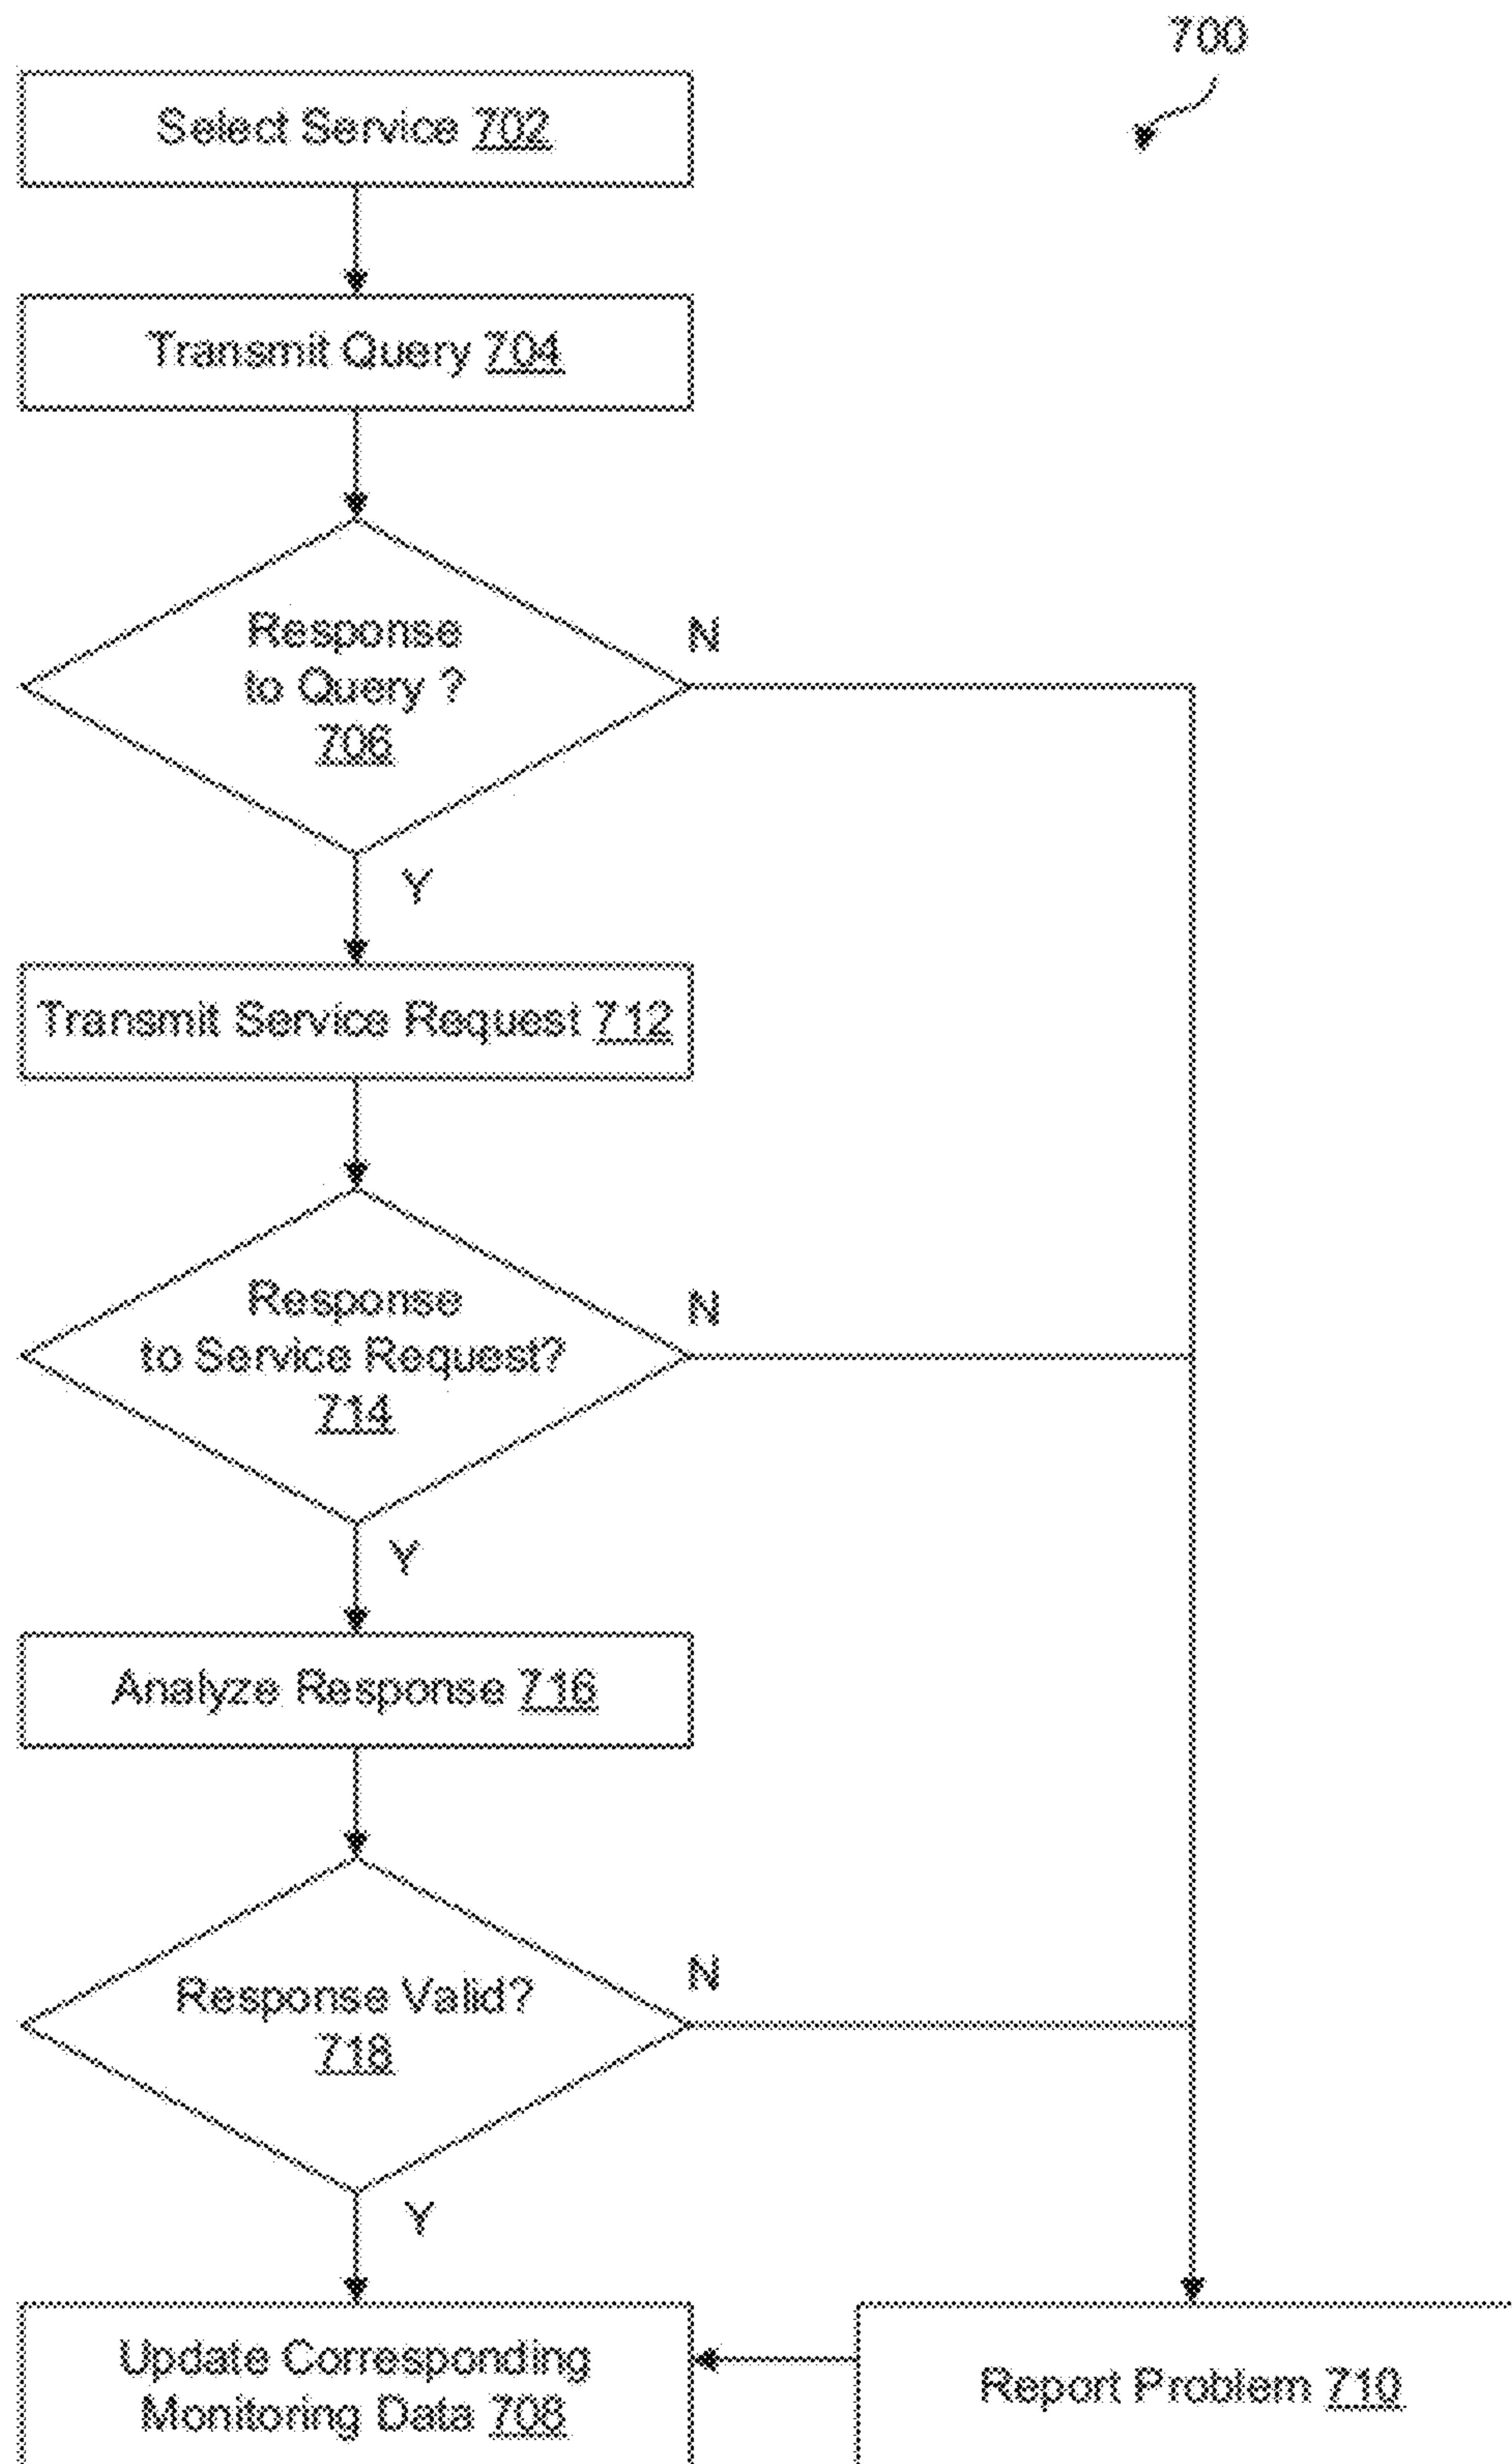 700
Select Service 702
Transmit Query 704
Response
to Query ?
706
N
Y
Transmit Service Request 712
Response
to Service Request?
714
N
Y
Analyze Response 716
Response Valid?
718
N
Y
Update Corresponding
Monitoring Data 708
Report Problem 710